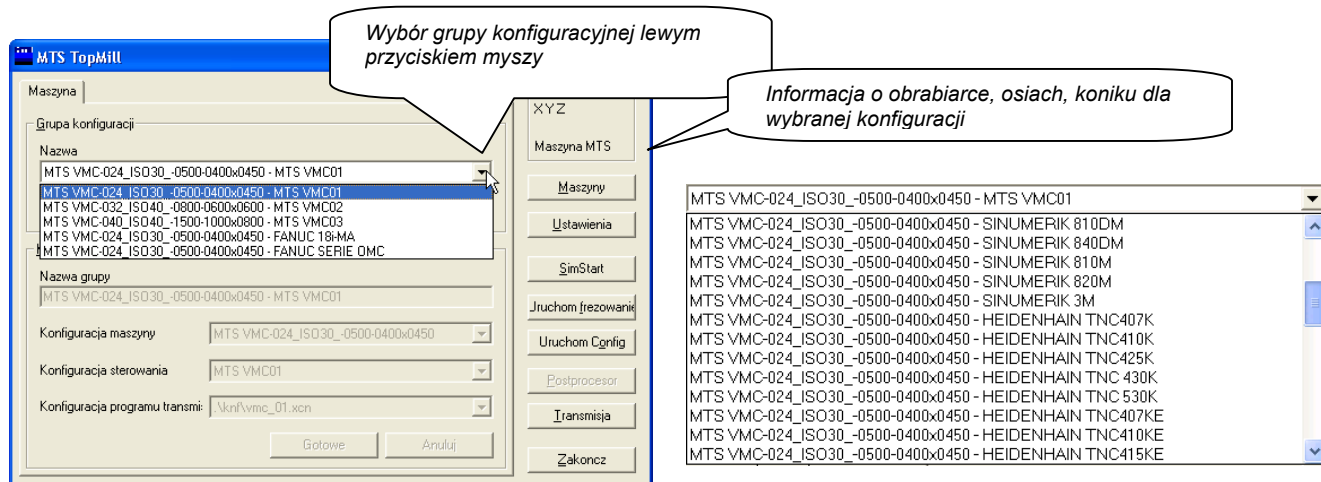 Wybór grupy konfiguracyjnej lewym
przyciskiem myszy
Informacja o obrabiarce, osiach, koniku dla
wybranej konfiguracji
MTS TopMill
Maszyna
Grupa konfiguracji
Nazwa
MTS VMC-024_ISO30_-0500-0400x0450 - MTS VMC01
MTS VMC-024_ISO30_-0500-0400x0450 - MTS VMC01
MTS VMC-032_ISO40_-0800-0600x0600 - MTS VMC02
MTS VMC-040_ISO40_-1500-1000x0800 - MTS VMC03
MTS VMC-024_ISO30_-0500-0400x0450 - FANUC 18i-MA
MTS VMC-024_ISO30_-0500-0400x0450 - FANUC SERIE OMC
Nazwa grupy
MTS VMC-024_ISO30_-0500-0400x0450 - MTS VMC01
Konfiguracja maszyny
MTS VMC-024_ISO30_-0500-0400x0450
Konfiguracja sterowania
MTS VMC01
Konfiguracja programu transmi:
.\knf\vmc_01.xcn
Gotowe
Anuluj
XYZ
Maszyna MTS
Maszyny
Ustawienia
SimStart
Uruchom frezowanie
Uruchom Config
Postprocesor
Transmisja
Zakoncz
MTS VMC-024_ISO30_-0500-0400x0450 - MTS VMC01
MTS VMC-024_ISO30_-0500-0400x0450 - SINUMERIK 810DM
MTS VMC-024_ISO30_-0500-0400x0450 - SINUMERIK 840DM
MTS VMC-024_ISO30_-0500-0400x0450 - SINUMERIK 810M
MTS VMC-024_ISO30_-0500-0400x0450 - SINUMERIK 820M
MTS VMC-024_ISO30_-0500-0400x0450 - SINUMERIK 3M
MTS VMC-024_ISO30_-0500-0400x0450 - HEIDENHAIN TNC407K
MTS VMC-024_ISO30_-0500-0400x0450 - HEIDENHAIN TNC410K
MTS VMC-024_ISO30_-0500-0400x0450 - HEIDENHAIN TNC425K
MTS VMC-024_ISO30_-0500-0400x0450 - HEIDENHAIN TNC 430K
MTS VMC-024_ISO30_-0500-0400x0450 - HEIDENHAIN TNC 530K
MTS VMC-024_ISO30_-0500-0400x0450 - HEIDENHAIN TNC407KE
MTS VMC-024_ISO30_-0500-0400x0450 - HEIDENHAIN TNC410KE
MTS VMC-024_ISO30_-0500-0400x0450 - HEIDENHAIN TNC415KE